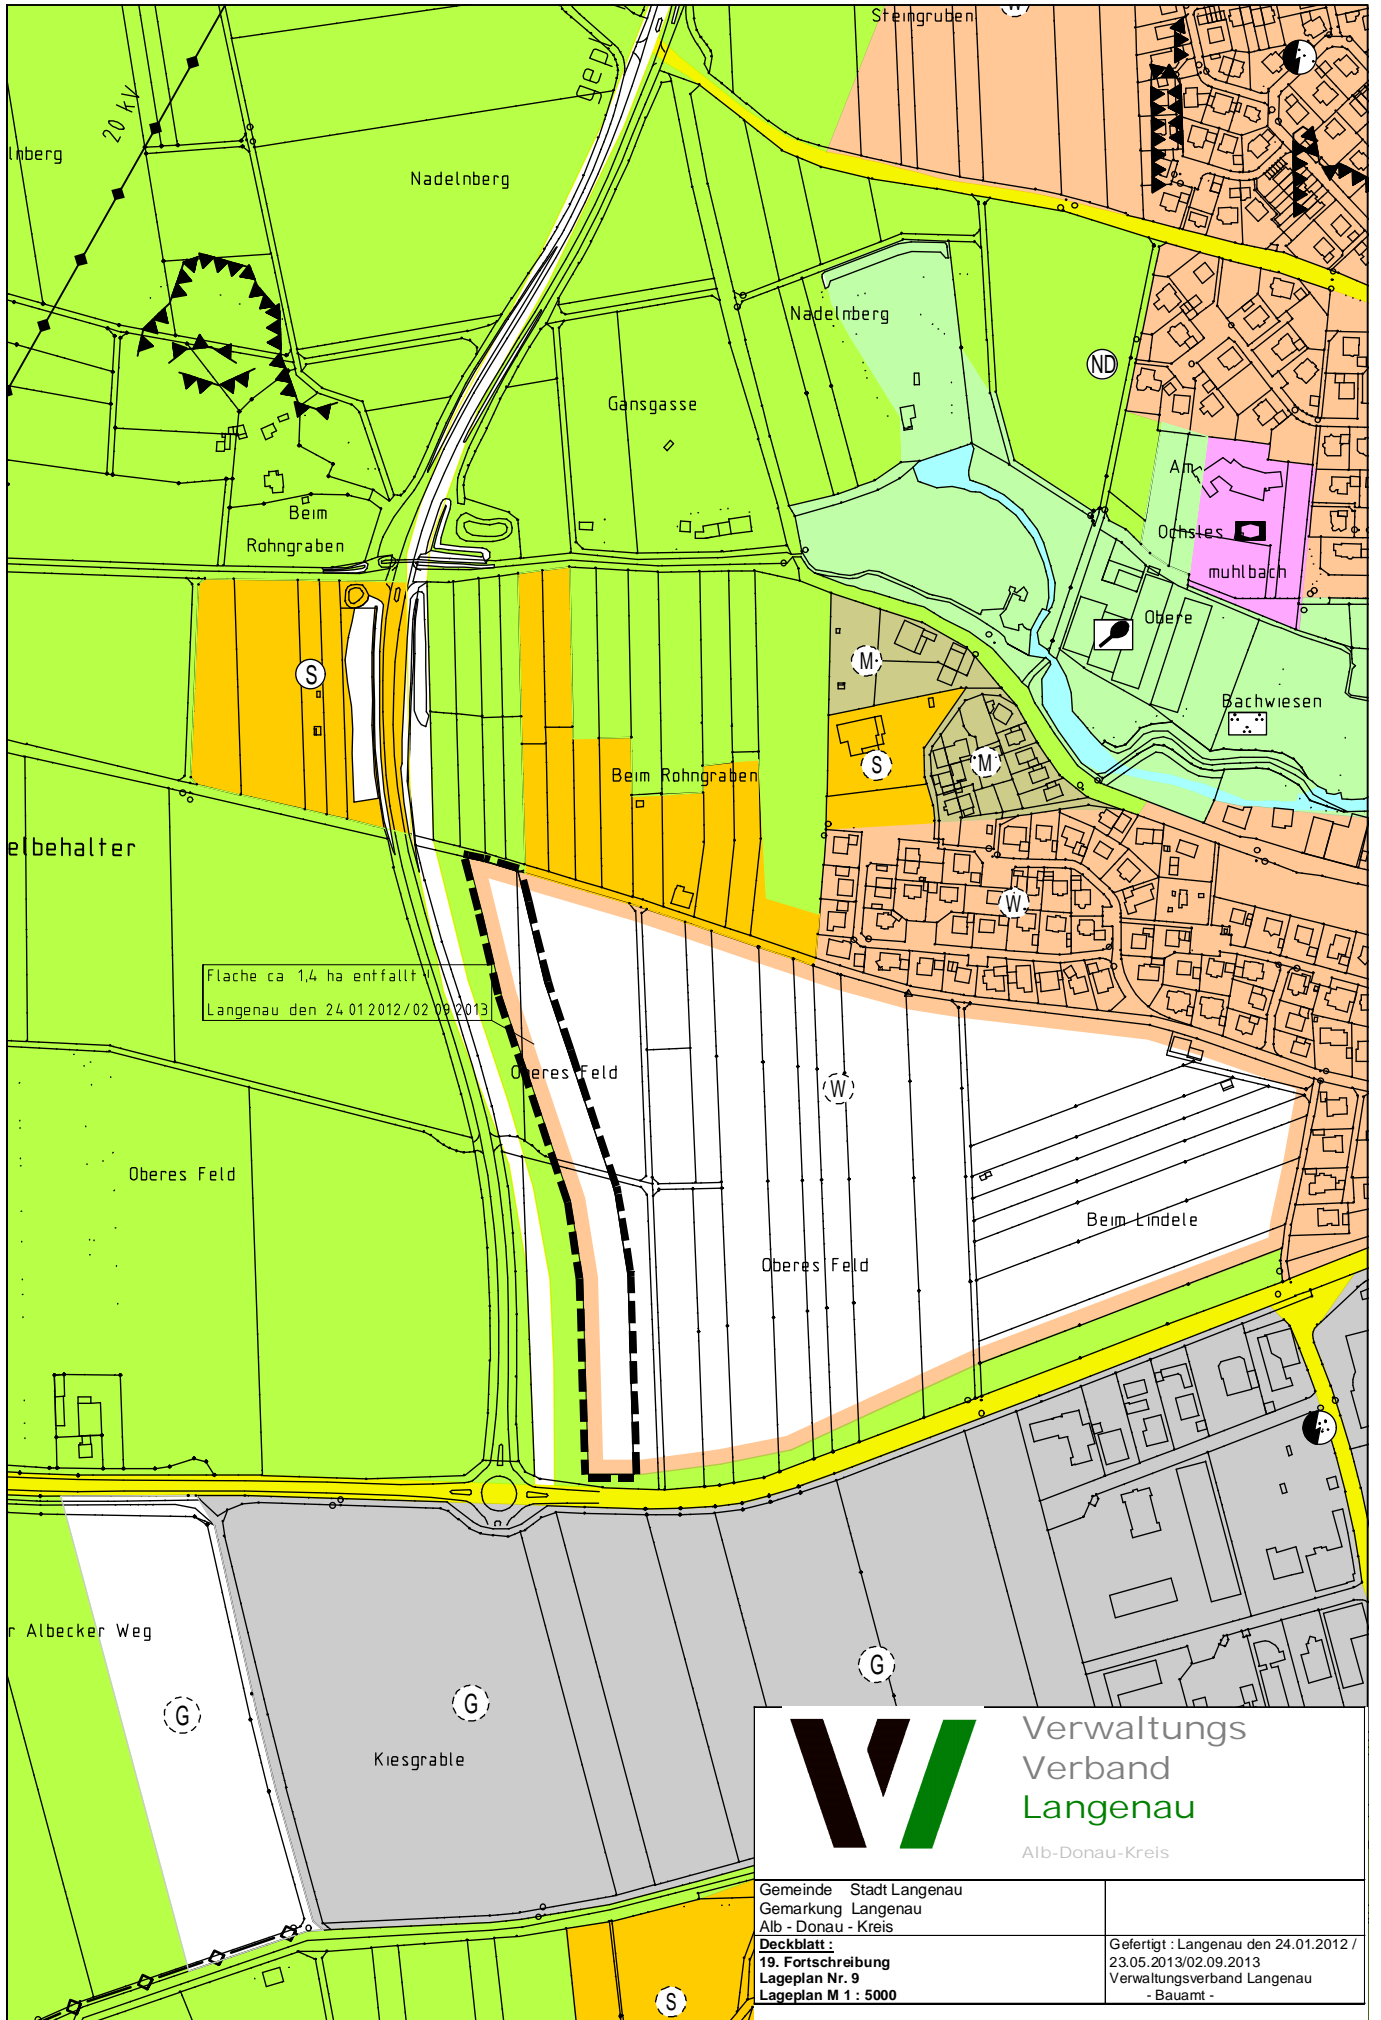 Steingruben
W
20 kV
gepl
lnberg
Nadelnberg
Nadelnberg
ND
Gansgasse
Am
Ochsles
muhlbach
Beim
Rohngraben
Obere
S
M
Bachwiesen
S
M
Beim Rohngraben
elbehalter
W
Flache ca 1,4 ha entfallt !
Langenau den 24 01 2012/02 09 2013
Oberes Feld
W
Oberes Feld
Beim Lindele
Oberes Feld
r Albecker Weg
G
G
G
Kiesgrable
S
Verwaltungs
Verband
Langenau
Alb-Donau-Kreis
Gemeinde Stadt Langenau
Gemarkung Langenau
Alb - Donau - Kreis
Deckblatt :
19. Fortschreibung
Lageplan Nr. 9
Lageplan M 1 : 5000
Gefertigt : Langenau den 24.01.2012 /
23.05.2013/02.09.2013
Verwaltungsverband Langenau
- Bauamt -